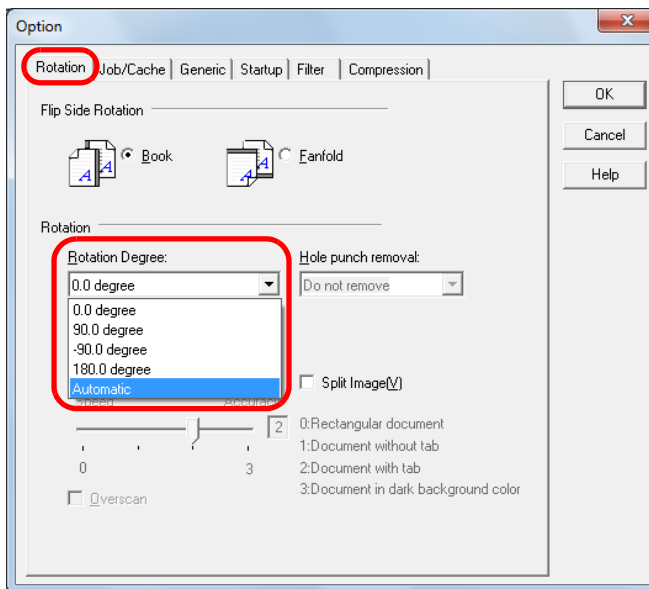 Option
Rotation Job/Cache Generic Startup Filter Compression
OK
Cancel
Help
Flip Side Rotation
A A Book A A Fanfold
Rotation
Rotation Degree: Hole punch removal:
0.0 degree Do not remove
0.0 degree
90.0 degree
-90.0 degree
180.0 degree
Automatic
Split Image(V)
Speed Accuracy
2
0:Rectangular document
1:Document without tab
2:Document with tab
3:Document in dark background color
0 3
Overscan